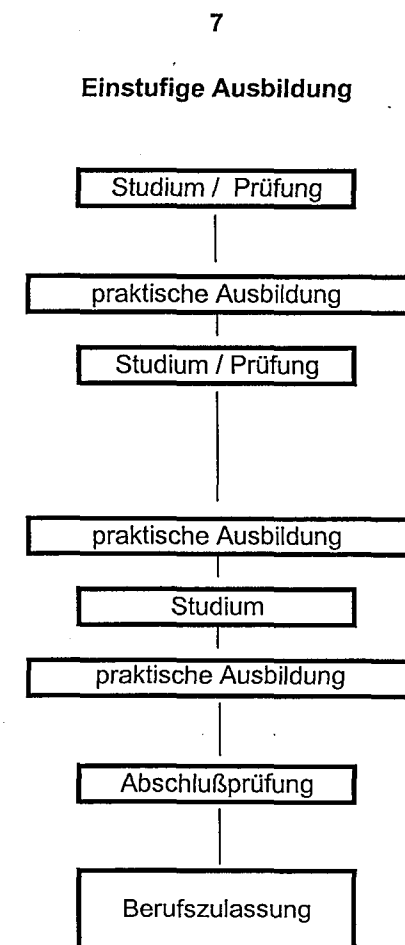 7
Einstufige Ausbildung
Studium / Prüfung
praktische Ausbildung
Studium / Prüfung
praktische Ausbildung
Studium
praktische Ausbildung
Abschlußprüfung
Berufszulassung